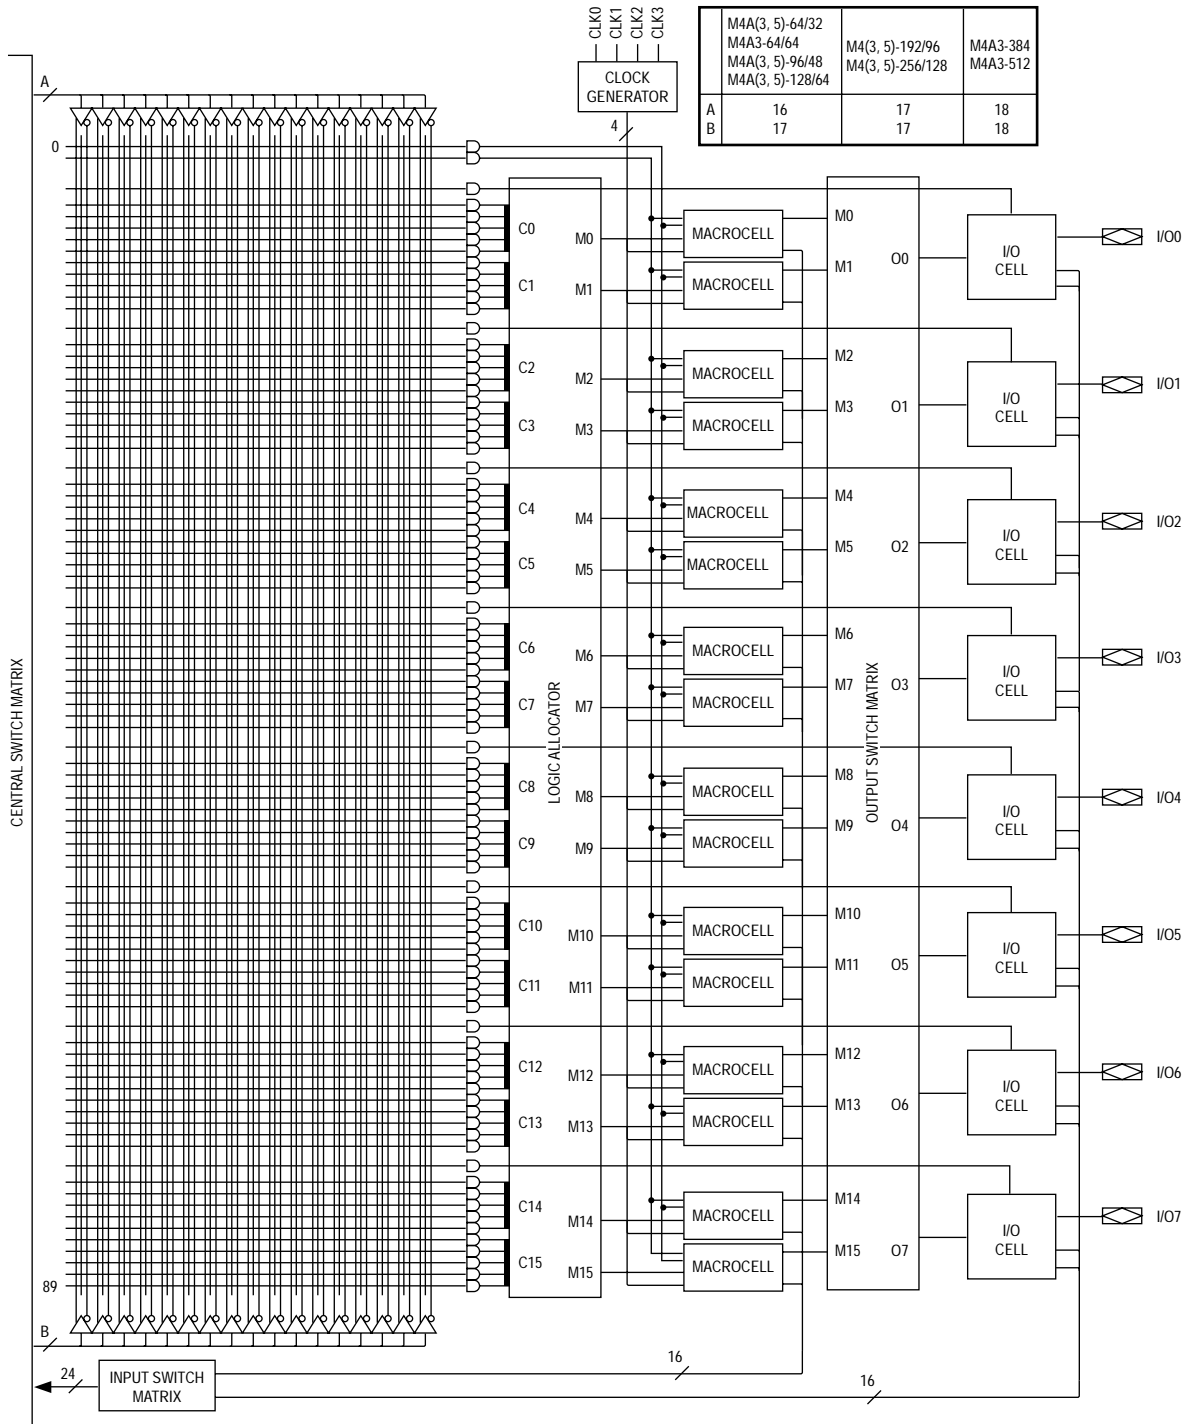 CLK0
CLK1
CLK2
CLK3
CLOCK
GENERATOR
4
M4A(3, 5)-64/32
M4A3-64/64
M4A(3, 5)-96/48
M4A(3, 5)-128/64
M4(3, 5)-192/96
M4(3, 5)-256/128
M4A3-384
M4A3-512
A 16 17 18
B 17 17 18
CENTRAL SWITCH MATRIX
A
0
C0
M0
MACROCELL
M0
O0
I/O
CELL
I/O0
C1
M1
MACROCELL
M1
C2
M2
MACROCELL
M2
O1
I/O
CELL
I/O1
C3
M3
MACROCELL
M3
C4
M4
MACROCELL
M4
O2
I/O
CELL
I/O2
C5
M5
MACROCELL
M5
C6
M6
MACROCELL
M6
O3
I/O
CELL
I/O3
C7
M7
MACROCELL
M7
LOGIC ALLOCATOR
OUTPUT SWITCH MATRIX
C8
M8
MACROCELL
M8
O4
I/O
CELL
I/O4
C9
M9
MACROCELL
M9
C10
M10
MACROCELL
M10
O5
I/O
CELL
I/O5
C11
M11
MACROCELL
M11
C12
M12
MACROCELL
M12
O6
I/O
CELL
I/O6
C13
M13
MACROCELL
M13
C14
M14
MACROCELL
M14
O7
I/O
CELL
I/O7
C15
M15
MACROCELL
M15
89
B
24
INPUT SWITCH
MATRIX
16
16